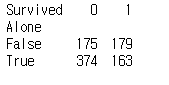 Survived 0 1
Alone
False 175 179
True 374 163